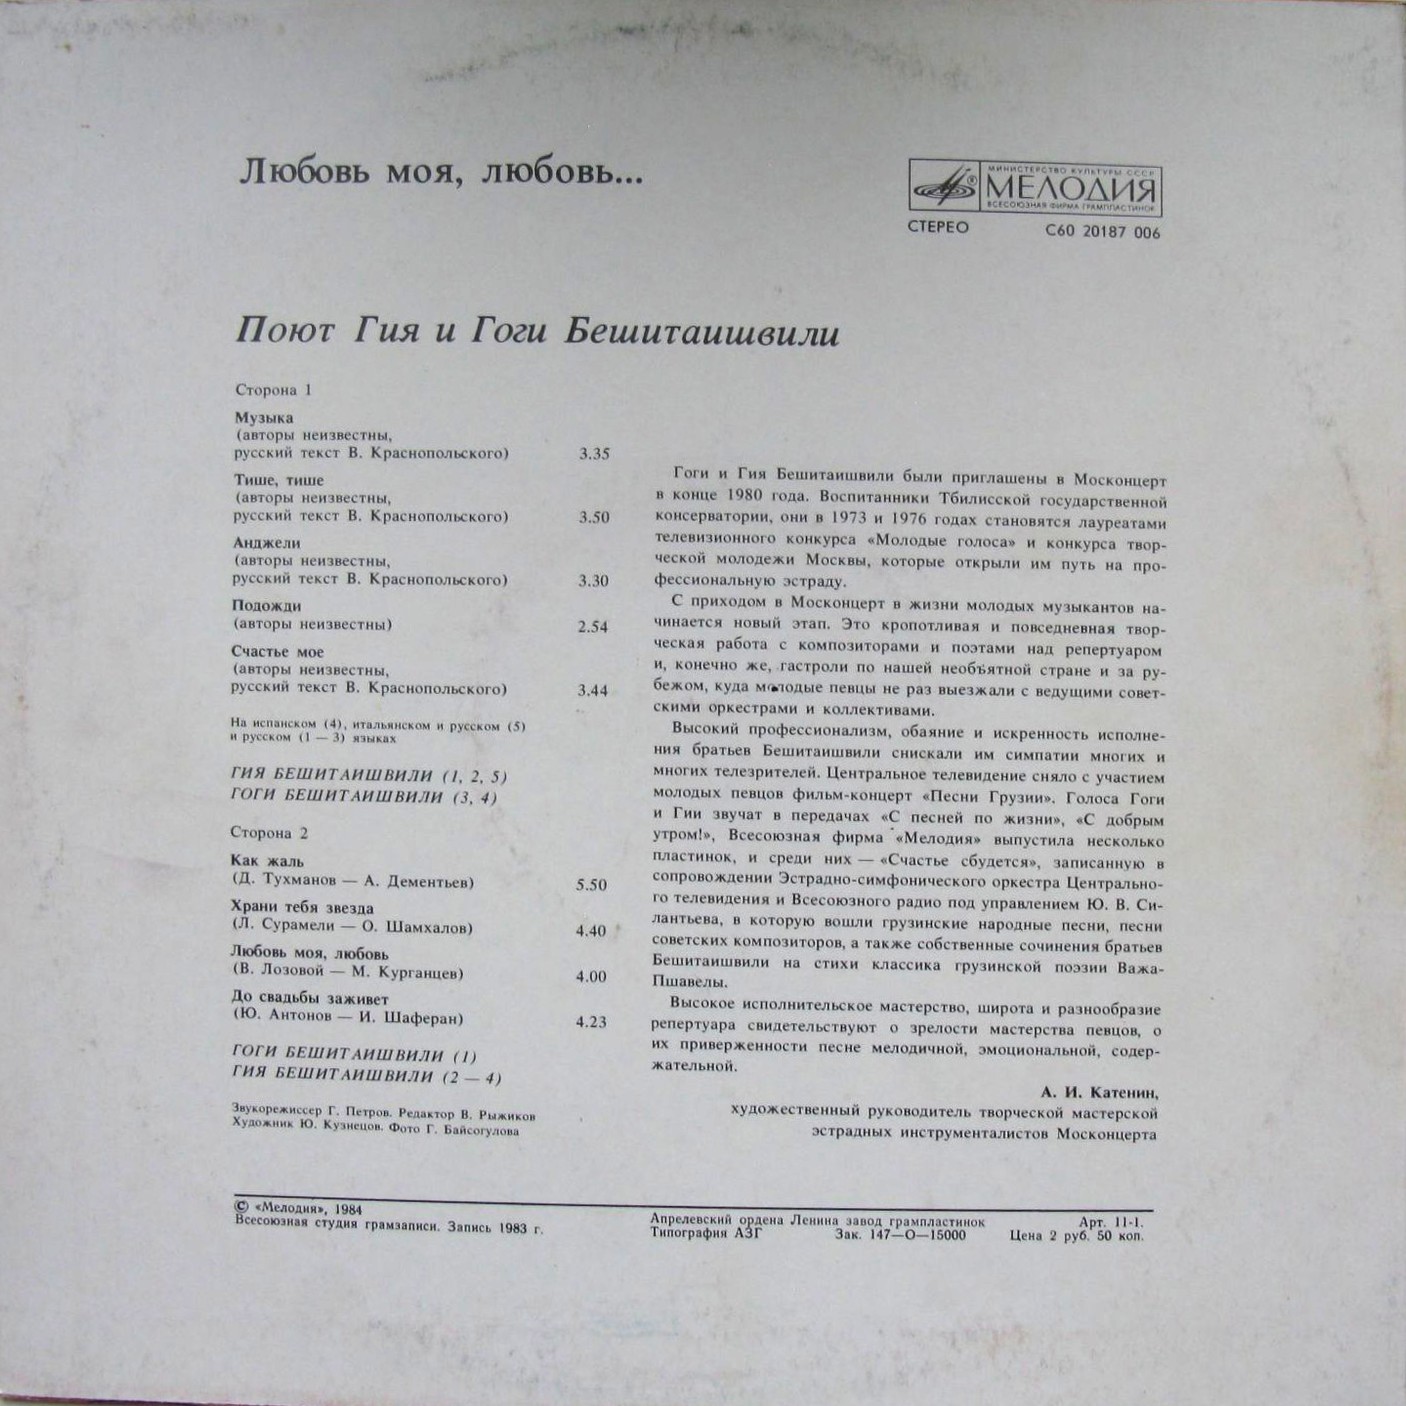 Любовь моя, любовь...
МИНИСТЕРСТВО КУЛЬТУРЫ СССР
МЕЛОДИЯ
ВСЕСОЮЗНАЯ ФИРМА ГРАМПЛАСТИНОК
СТЕРЕО
С60 20187 006
Поют Гия и Гоги Бешитаишвили
Сторона 1
Музыка
(авторы неизвестны,
русский текст В. Краснопольского) 3.35
Тише, тише
(авторы неизвестны,
русский текст В. Краснопольского) 3.50
Анджели
(авторы неизвестны,
русский текст В. Краснопольского) 3.30
Подожди
(авторы неизвестны) 2.54
Счастье мое
(авторы неизвестны,
русский текст В. Краснопольского) 3.44
На испанском (4), итальянском и русском (5)
и русском (1 — 3) языках
ГИЯ БЕШИТАИШВИЛИ (1, 2, 5)
ГОГИ БЕШИТАИШВИЛИ (3, 4)
Сторона 2
Как жаль
(Д. Тухманов — А. Дементьев) 5.50
Храни тебя звезда
(Л. Сурамели — О. Шамхалов) 4.40
Любовь моя, любовь
(В. Лозовой — М. Курганцев) 4.00
До свадьбы заживет
(Ю. Антонов — И. Шаферан) 4.23
ГОГИ БЕШИТАИШВИЛИ (1)
ГИЯ БЕШИТАИШВИЛИ (2 — 4)
Звукорежиссер Г. Петров. Редактор В. Рыжиков
Художник Ю. Кузнецов. Фото Г. Байсогулова
Гоги и Гия Бешитаишвили были приглашены в Москонцерт
в конце 1980 года. Воспитанники Тбилисской государственной
консерватории, они в 1973 и 1976 годах становятся лауреатами
телевизионного конкурса «Молодые голоса» и конкурса твор-
ческой молодежи Москвы, которые открыли им путь на про-
фессиональную эстраду.
С приходом в Москонцерт в жизни молодых музыкантов на-
чинается новый этап. Это кропотливая и повседневная твор-
ческая работа с композиторами и поэтами над репертуаром
и, конечно же, гастроли по нашей необъятной стране и за ру-
бежом, куда молодые певцы не раз выезжали с ведущими совет-
скими оркестрами и коллективами.
Высокий профессионализм, обаяние и искренность исполне-
ния братьев Бешитаишвили снискали им симпатии многих и
многих телезрителей. Центральное телевидение сняло с участием
молодых певцов фильм-концерт «Песни Грузии». Голоса Гоги
и Гии звучат в передачах «С песней по жизни», «С добрым
утром!», Всесоюзная фирма «Мелодия» выпустила несколько
пластинок, и среди них — «Счастье сбудется», записанную в
сопровождении Эстрадно-симфонического оркестра Центрально-
го телевидения и Всесоюзного радио под управлением Ю. В. Си-
лантьева, в которую вошли грузинские народные песни, песни
советских композиторов, а также собственные сочинения братьев
Бешитаишвили на стихи классика грузинской поэзии Важа-
Пшавелы.
Высокое исполнительское мастерство, широта и разнообразие
репертуара свидетельствуют о зрелости мастерства певцов, о
их приверженности песне мелодичной, эмоциональной, содер-
жательной.
А. И. Катенин,
художественный руководитель творческой мастерской
эстрадных инструменталистов Москонцерта
© «Мелодия», 1984
Всесоюзная студия грамзаписи. Запись 1983 г.
Апрелевский ордена Ленина завод грампластинок Арт. 11-1.
Типография АЗГ Зак. 147—О—15000 Цена 2 руб. 50 коп.